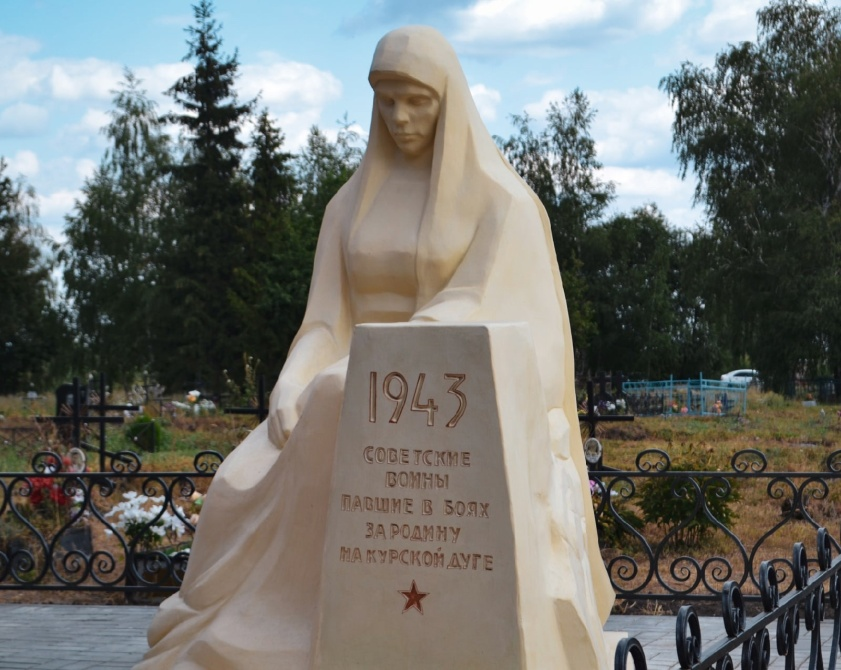 1943
СОВЕТСКИЕ
ВОИНЫ
ПАВШИЕ В БОЯХ
ЗА РОДИНУ
НА КУРСКОЙ ДУГЕ